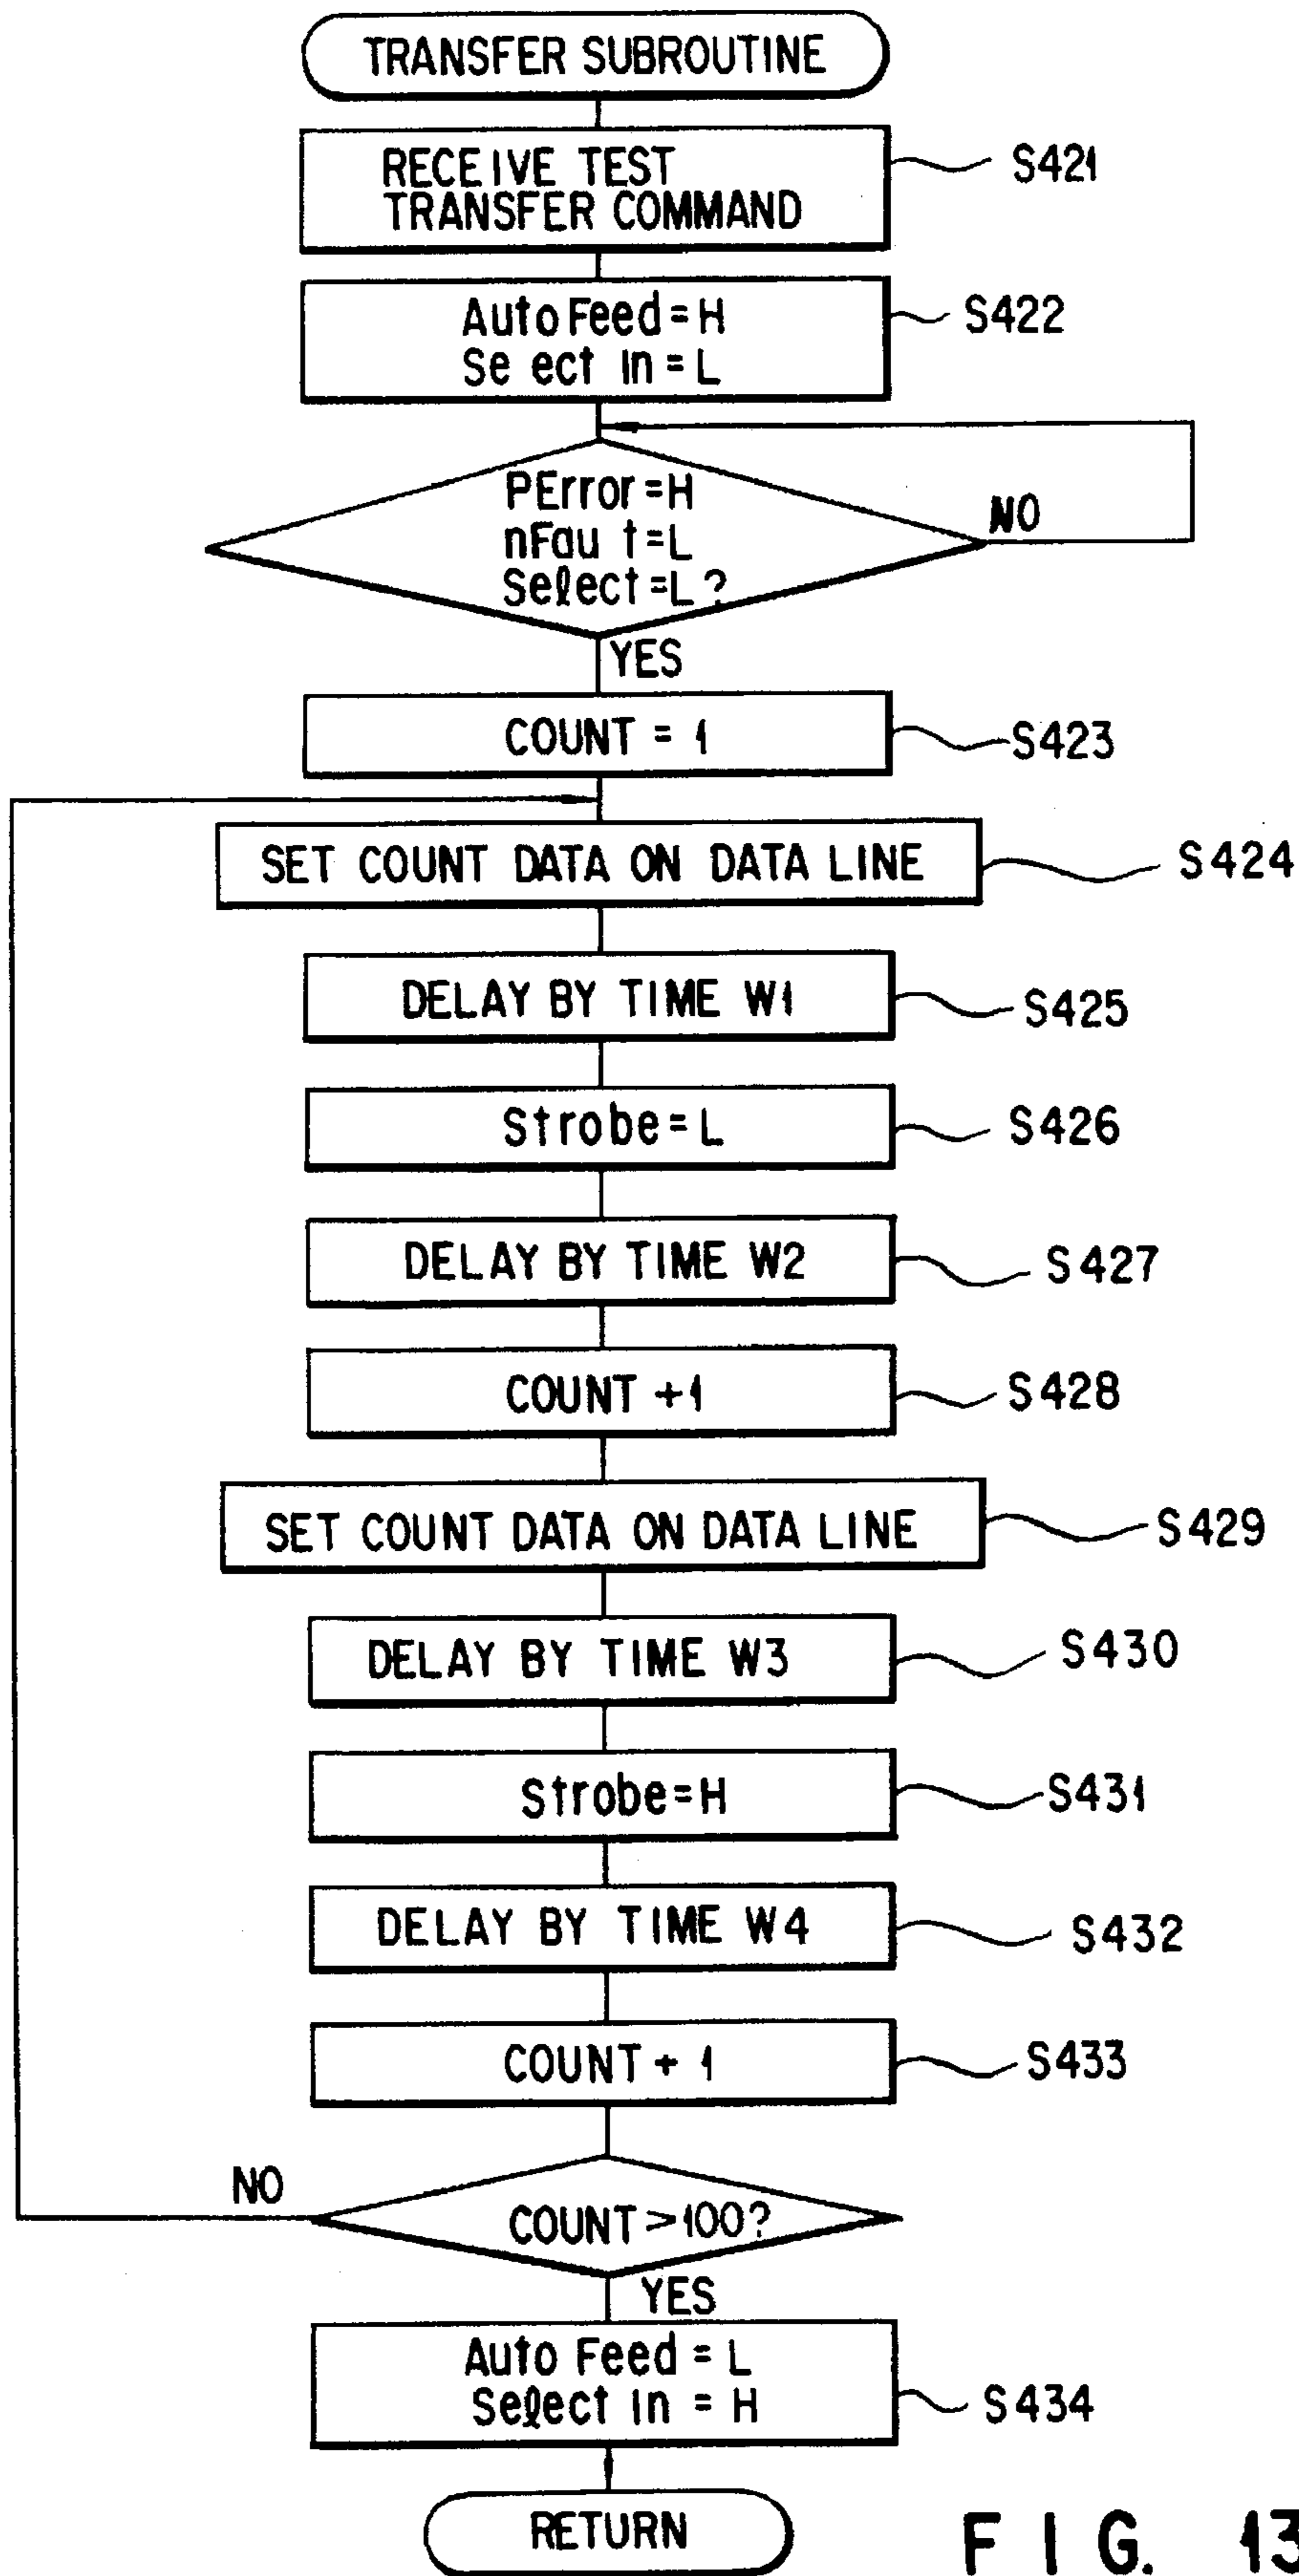 TRANSFER SUBROUTINE
RECEIVE TEST
TRANSFER COMMAND
S421
Auto Feed = H
Se ect in = L
S422
PError = H
nFau t = L
Select = L ?
NO
YES
COUNT = 1
S423
SET COUNT DATA ON DATA LINE
S424
DELAY BY TIME W1
S425
Strobe = L
S426
DELAY BY TIME W2
S427
COUNT +1
S428
SET COUNT DATA ON DATA LINE
S429
DELAY BY TIME W3
S430
Strobe = H
S431
DELAY BY TIME W4
S432
COUNT + 1
S433
NO
COUNT > 100?
YES
Auto Feed = L
Select in = H
S434
RETURN
FIG. 13